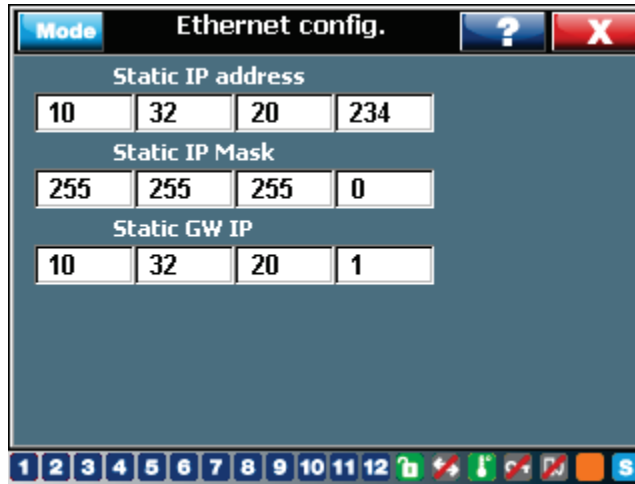 Mode Ethernet config. ? X
Static IP address
10 32 20 234
Static IP Mask
255 255 255 0
Static GW IP
10 32 20 1
1 2 3 4 5 6 7 8 9 10 11 12 S